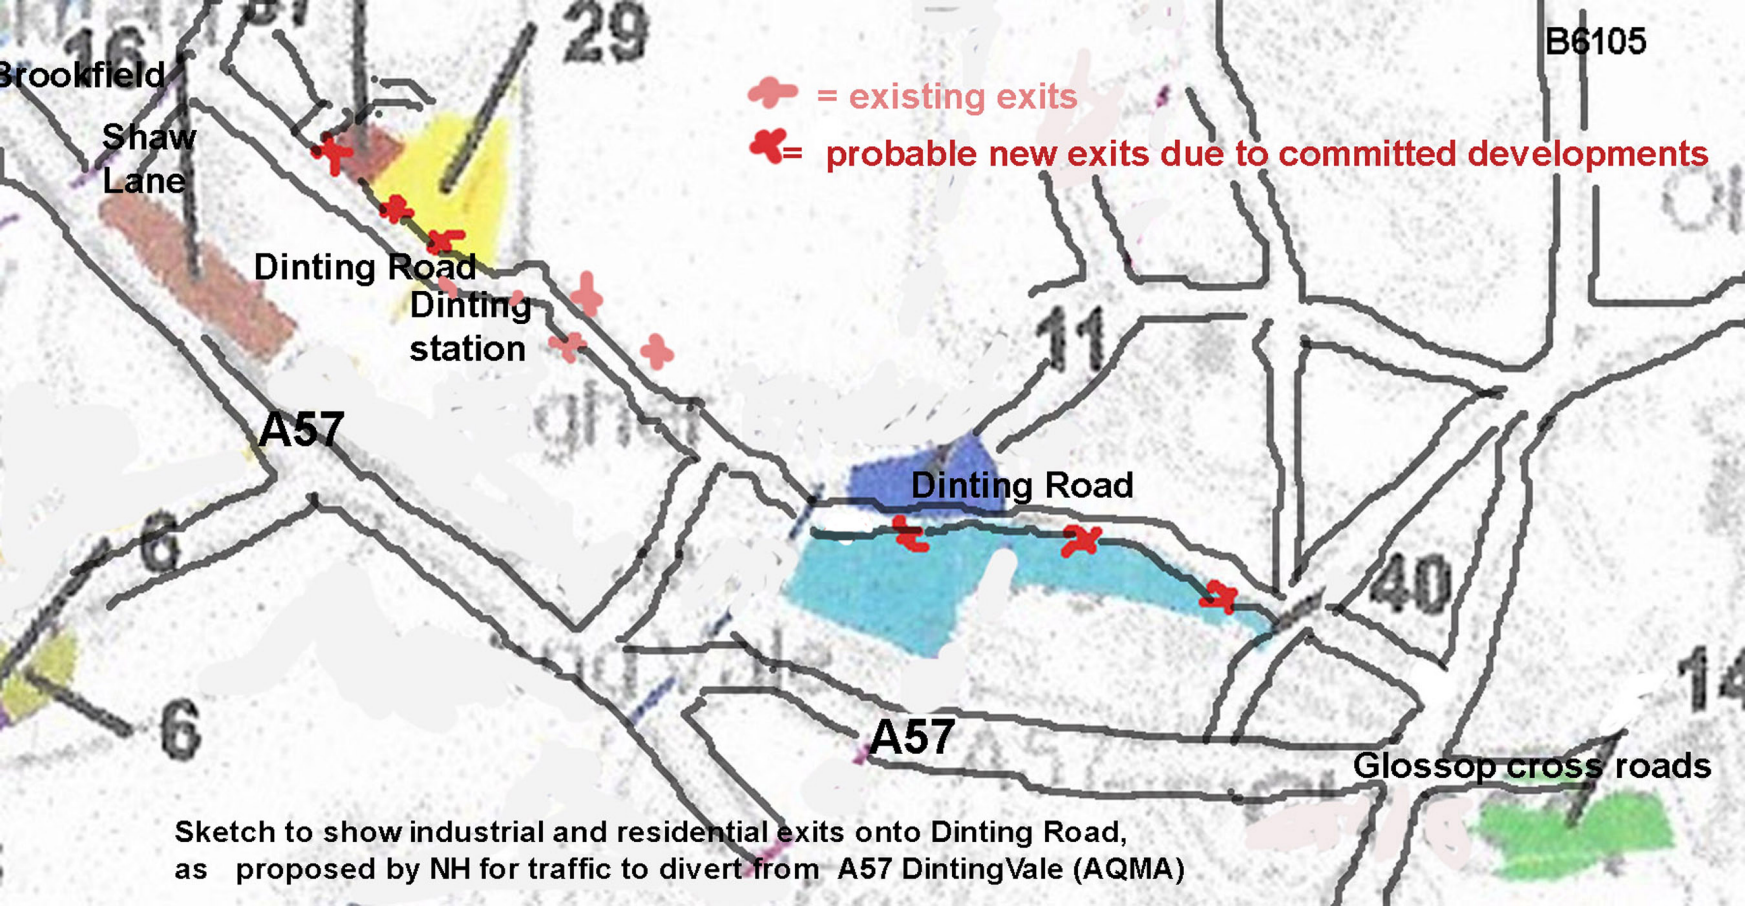 29
16
B6105
Brookfield
= existing exits
Shaw
Lane
= probable new exits due to committed developments
Dinting Road
Dinting
station
11
A57
Dinting Road
6
40
6
14
A57
Glossop cross roads
Sketch to show industrial and residential exits onto Dinting Road,
as proposed by NH for traffic to divert from A57 DintingVale (AQMA)